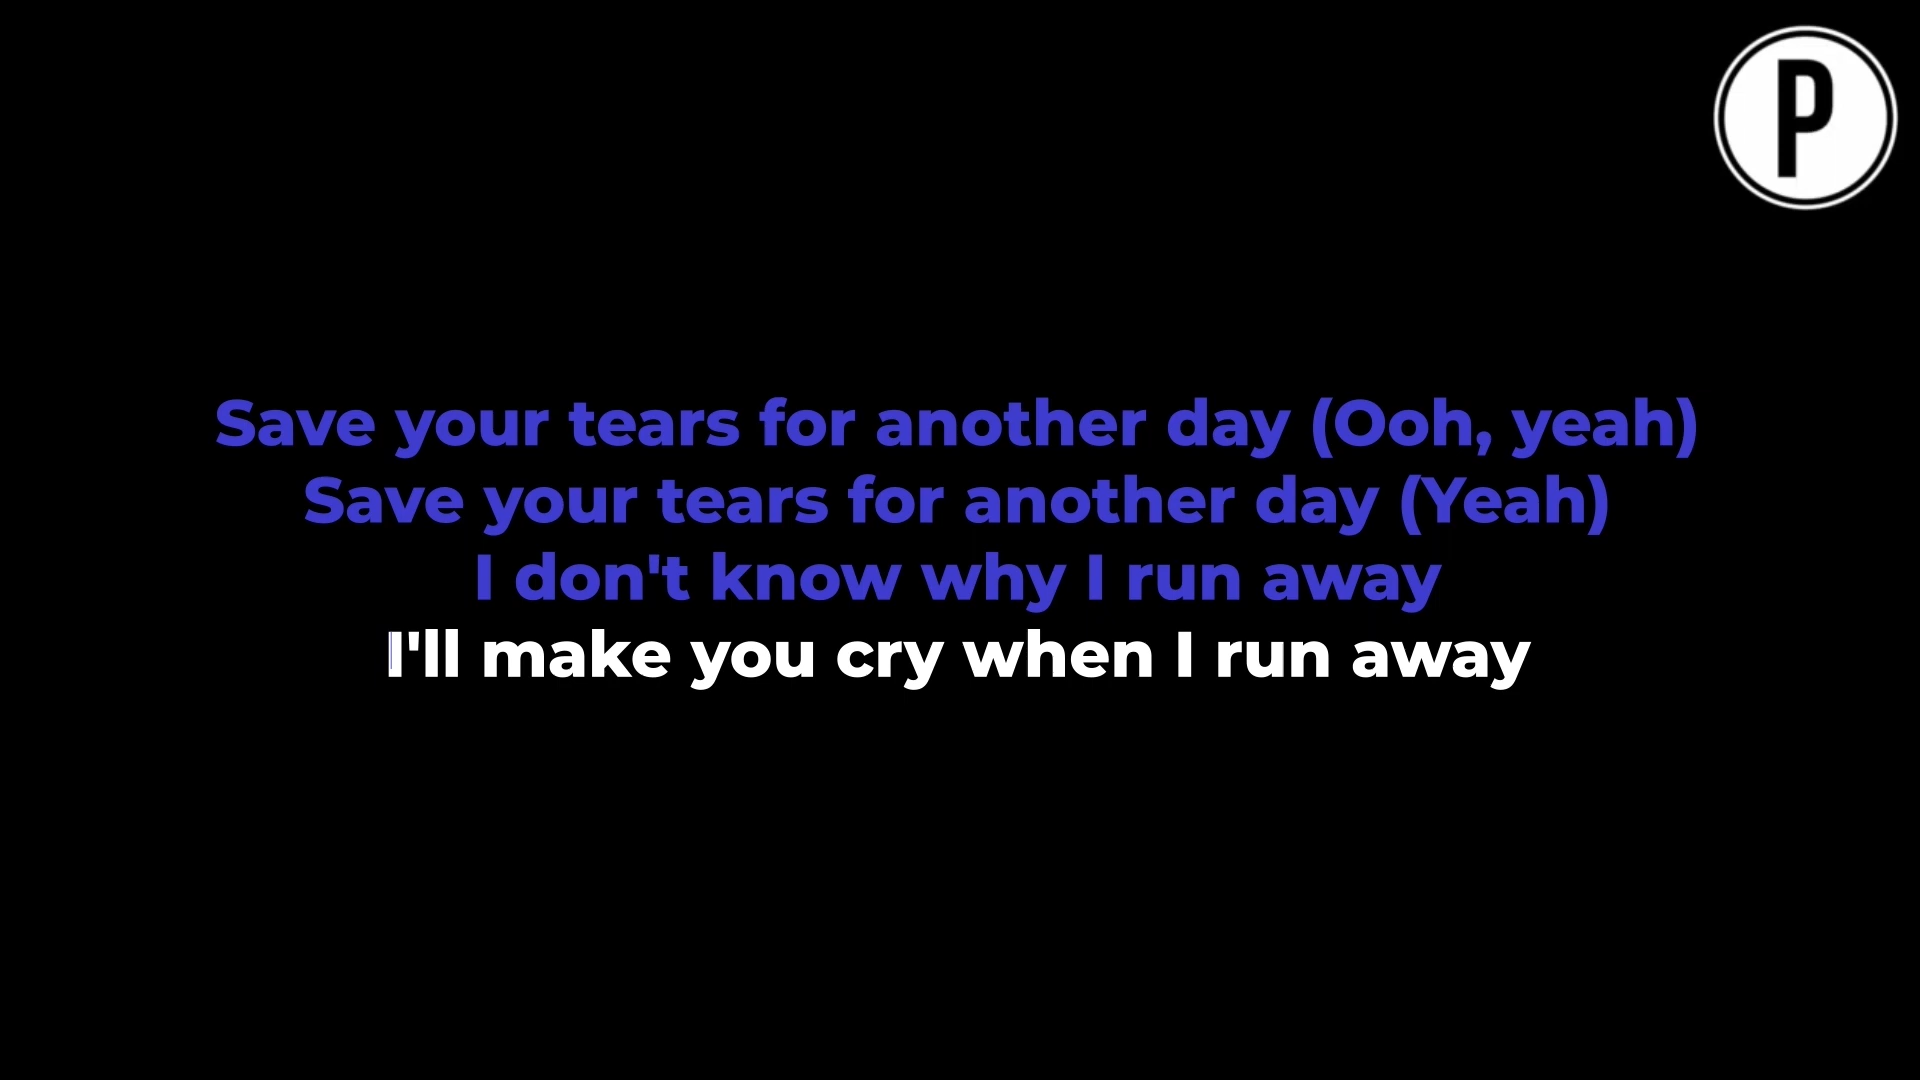 P
Save your tears for another day (Ooh, yeah)
Save your tears for another day (Yeah)
I don't know why I run away
I'll make you cry when I run away